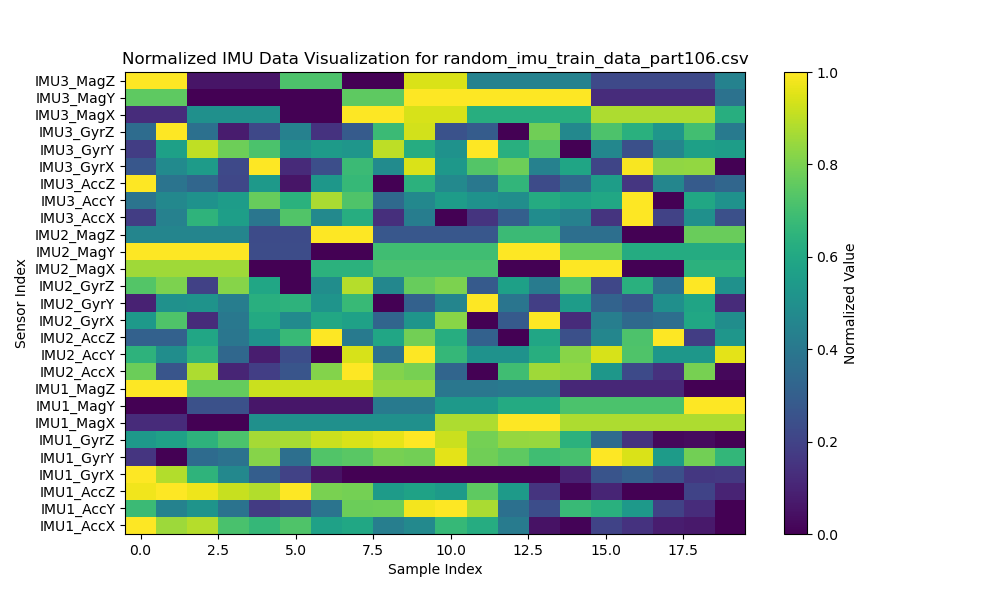 Normalized IMU Data Visualization for random_imu_train_data_part106.csv
IMU3_MagZ
IMU3_MagY
IMU3_MagX
IMU3_GyrZ
IMU3_GyrY
IMU3_GyrX
IMU3_AccZ
IMU3_AccY
IMU3_AccX
IMU2_MagZ
IMU2_MagY
IMU2_MagX
IMU2_GyrZ
IMU2_GyrY
IMU2_GyrX
IMU2_AccZ
IMU2_AccY
IMU2_AccX
IMU1_MagZ
IMU1_MagY
IMU1_MagX
IMU1_GyrZ
IMU1_GyrY
IMU1_GyrX
IMU1_AccZ
IMU1_AccY
IMU1_AccX
Sensor Index
0.0 2.5 5.0 7.5 10.0 12.5 15.0 17.5
Sample Index
1.0
0.8
0.6
0.4
0.2
0.0
Normalized Value